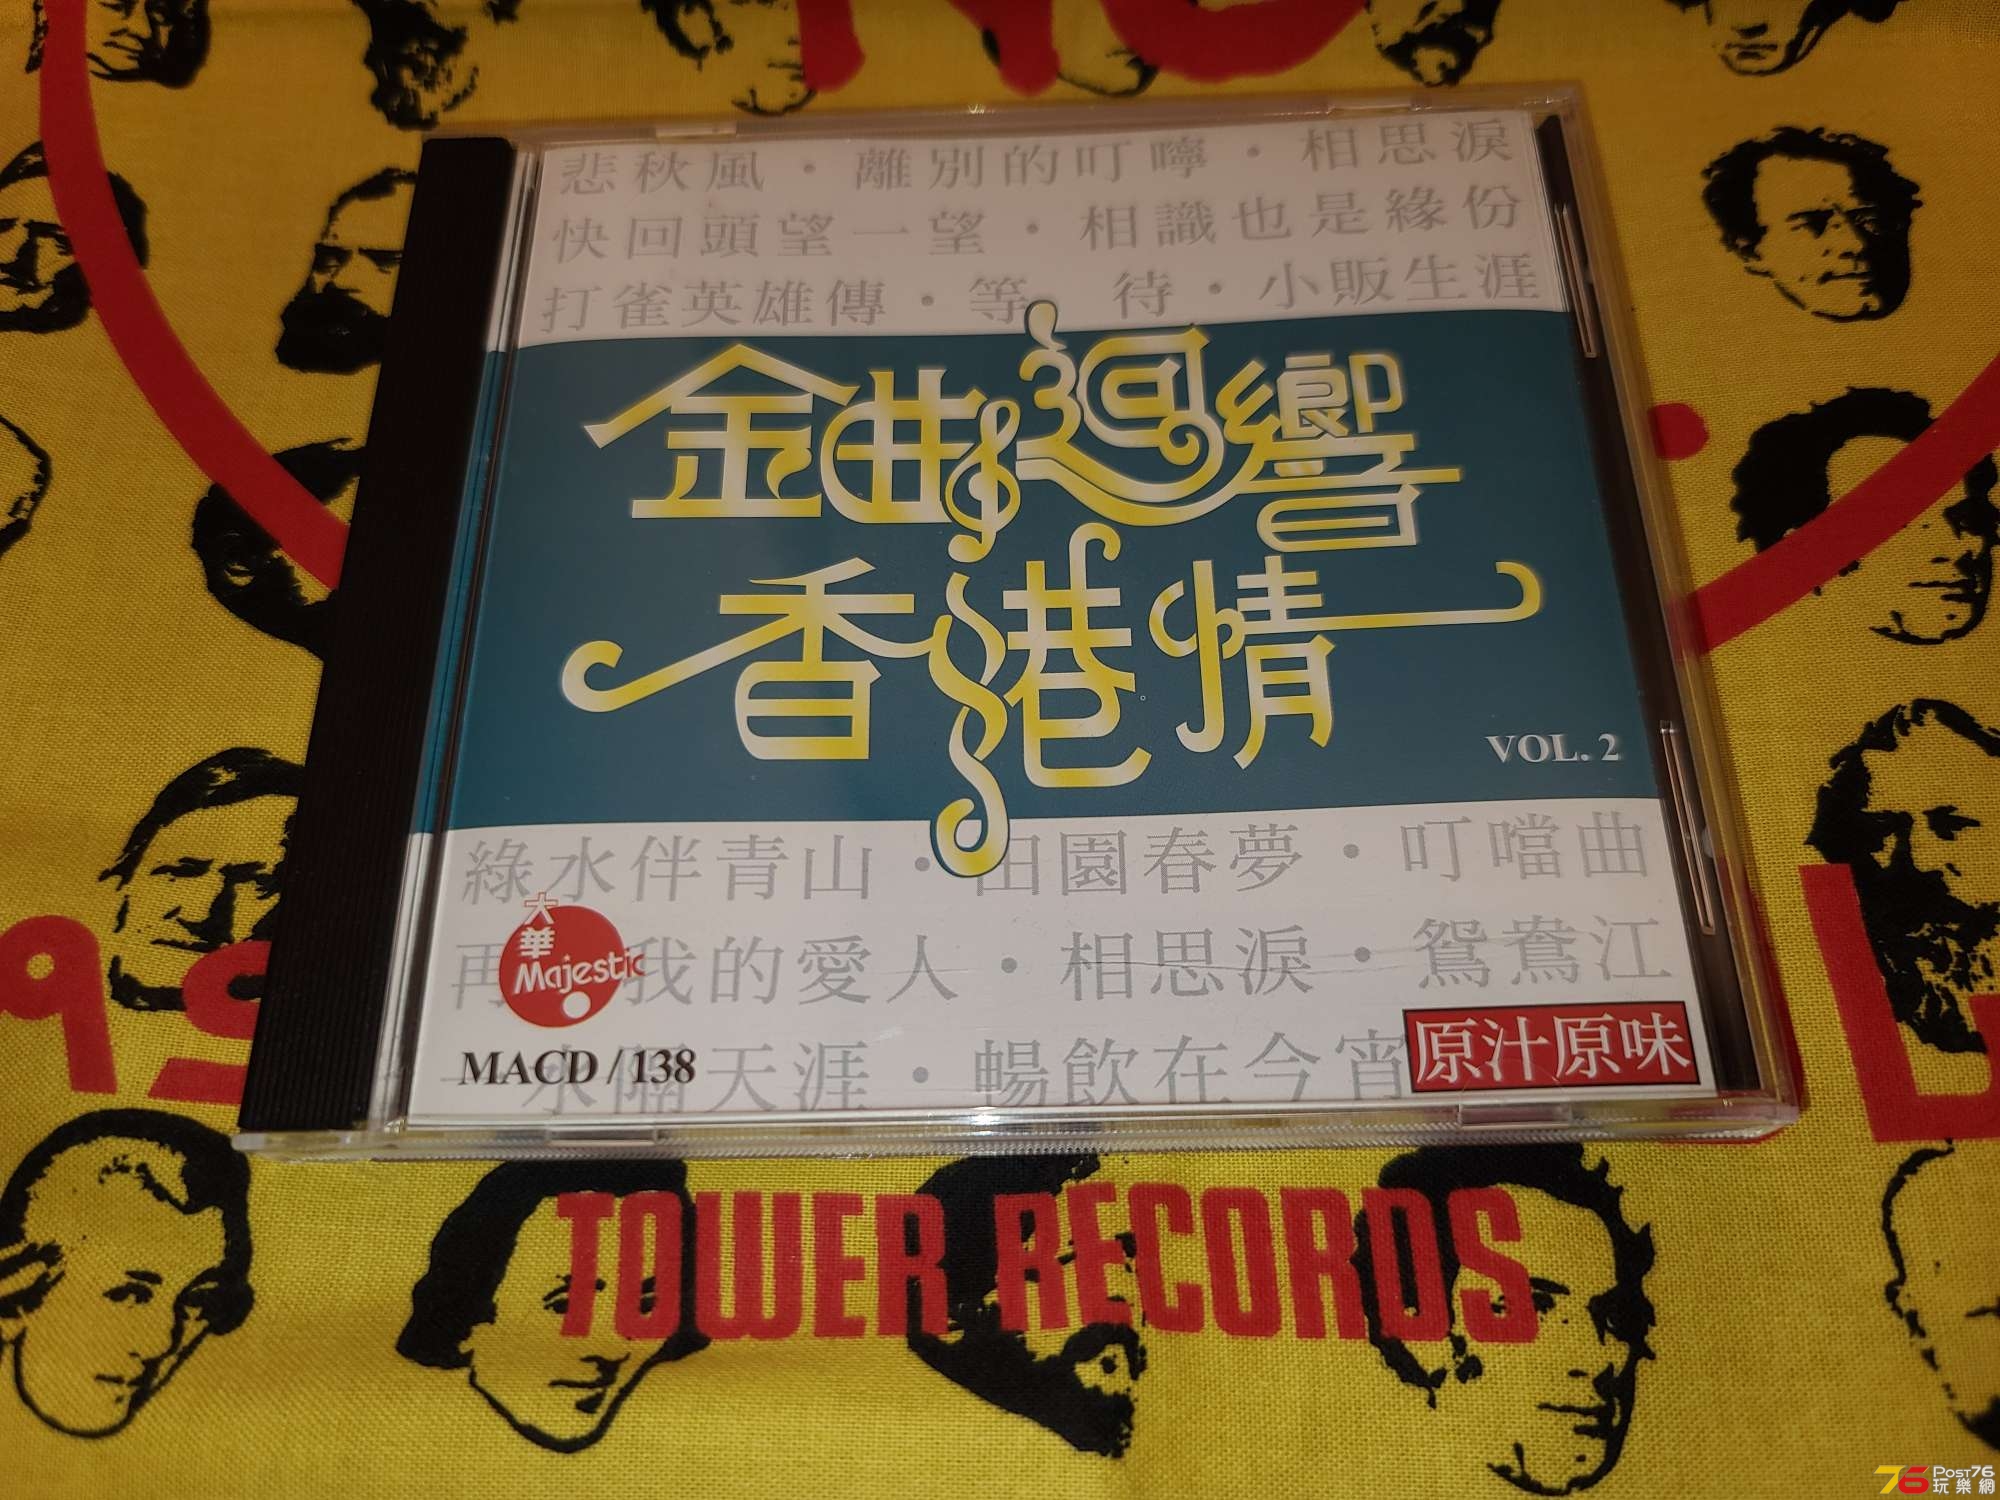 悲秋風・離別的叮嚀・相思淚
快回頭望一望・相識也是緣份
打雀英雄傳・等 待・小販生涯
金曲迴響
香港情
VOL. 2
綠水伴青山・田園春夢・叮噹曲
大華
Majestic
我的愛人・相思淚・鴛鴦江
MACD / 138
水隔天涯・暢飲在今宵
原汁原味
TOWER RECORDS
76 POST76
玩樂網